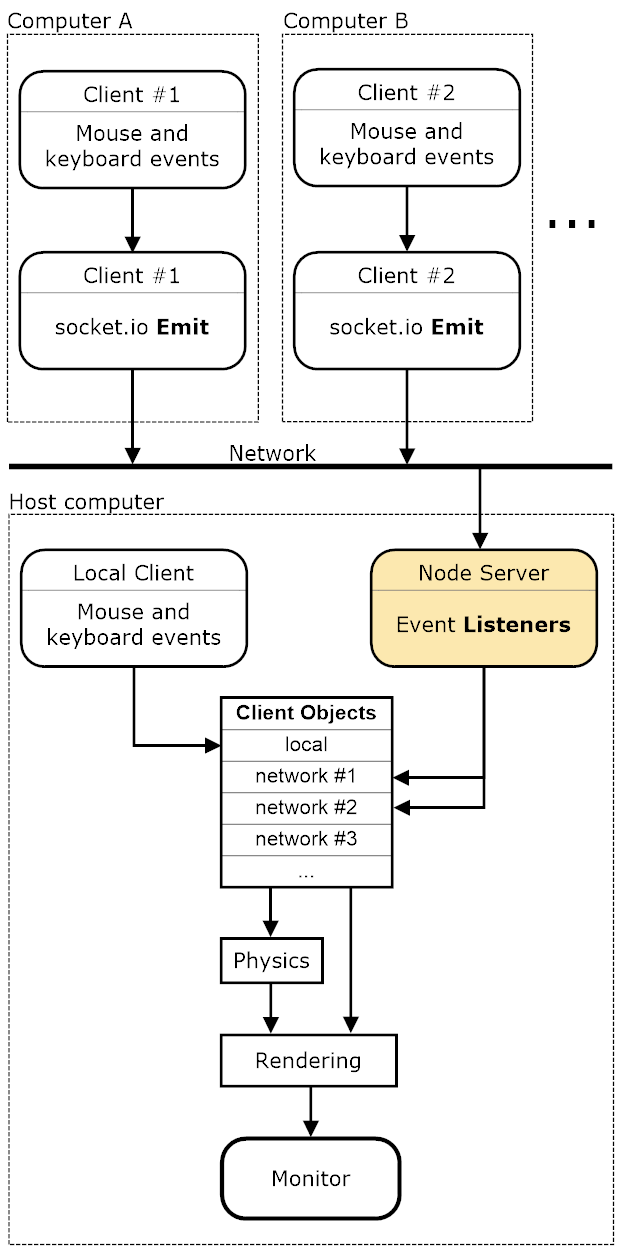 Computer A
Computer B
Client #1
Mouse and
keyboard events
Client #2
Mouse and
keyboard events
...
Client #1
socket.io Emit
Client #2
socket.io Emit
Network
Host computer
Local Client
Mouse and
keyboard events
Node Server
Event Listeners
Client Objects
local
network #1
network #2
network #3
...
Physics
Rendering
Monitor